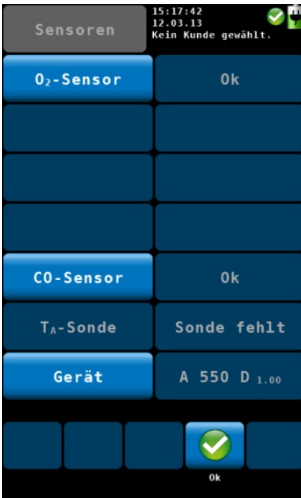 Sensoren
15:17:42
12.03.13
Kein Kunde gewählt.
O₂-Sensor Ok
CO-Sensor Ok
Tₐ-Sonde Sonde fehlt
Gerät A 550 D 1.00
Ok